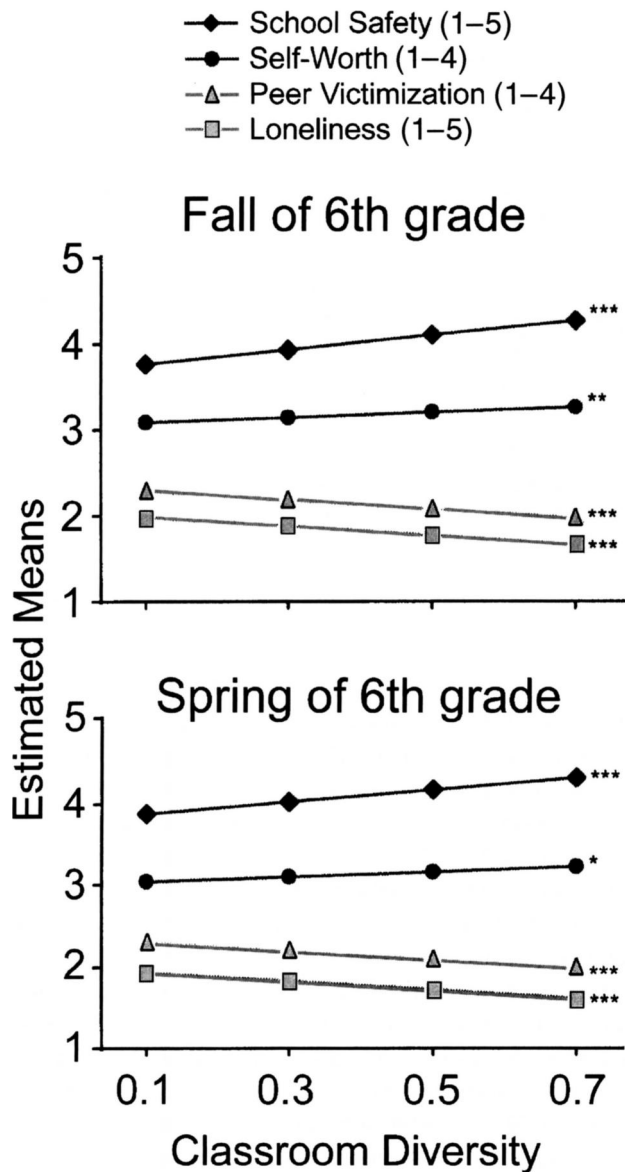 School Safety (1–5)
Self-Worth (1–4)
Peer Victimization (1–4)
Loneliness (1–5)
Estimated Means
Fall of 6th grade
5
4
3
2
1
***
**
***
***
Spring of 6th grade
5
4
3
2
1
***
*
***
***
0.1 0.3 0.5 0.7
Classroom Diversity